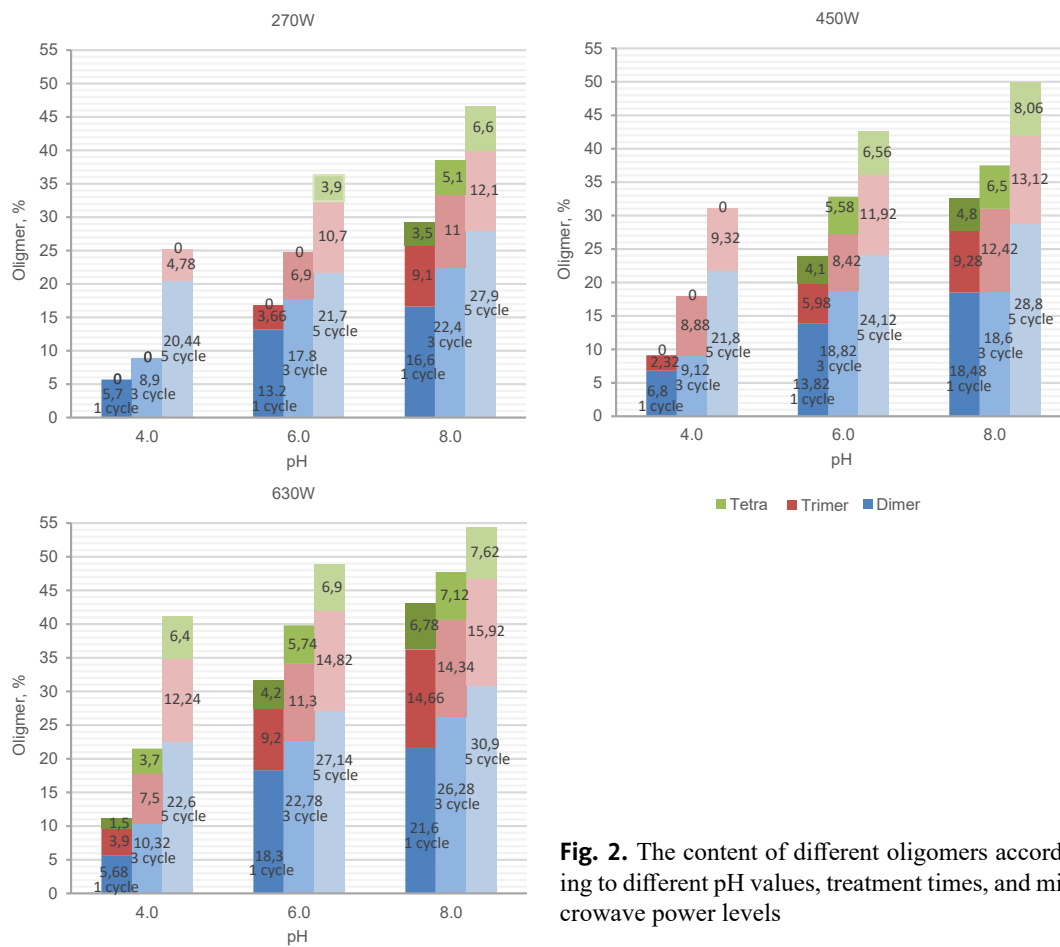 270W
55
50
45
40
35
30
25
20
15
10
5
0
Oligmer, %
0
5,7
1 cycle
0
8,9
3 cycle
0
4,78
20,44
5 cycle
0
3,66
13.2
1 cycle
0
6,9
17.8
3 cycle
3,9
10,7
21,7
5 cycle
3,5
9,1
16,6
1 cycle
5,1
11
22,4
3 cycle
6,6
12,1
27,9
5 cycle
4.0
6.0
8.0
pH
450W
55
50
45
40
35
30
25
20
15
10
5
0
Oligmer, %
0
2,32
6,8
1 cycle
0
8,88
9,12
3 cycle
0
9,32
21,8
5 cycle
4,1
5,98
13,82
1 cycle
5,58
8,42
18,82
3 cycle
6,56
11,92
24,12
5 cycle
4,8
9,28
18,48
1 cycle
6,5
12,42
18,6
3 cycle
8,06
13,12
28,8
5 cycle
4.0
6.0
8.0
pH
Tetra
Trimer
Dimer
630W
55
50
45
40
35
30
25
20
15
10
5
0
Oligmer, %
1,5
3,9
5,68
1 cycle
3,7
7,5
10,32
3 cycle
6,4
12,24
22,6
5 cycle
4,2
9,2
18,3
1 cycle
5,74
11,3
22,78
3 cycle
6,9
14,82
27,14
5 cycle
6,78
14,66
21,6
1 cycle
7,12
14,34
26,28
3 cycle
7,62
15,92
30,9
5 cycle
4.0
6.0
8.0
pH
Fig. 2. The content of different oligomers accord-
ing to different pH values, treatment times, and mi-
crowave power levels